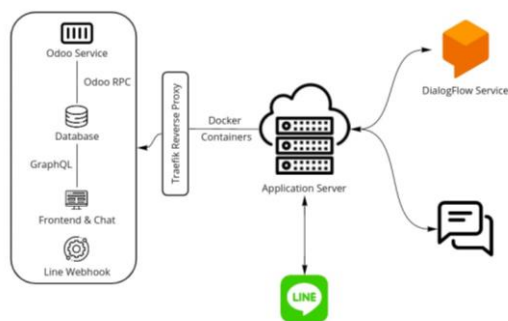 Odoo Service
Odoo RPC
Database
GraphQL
Frontend & Chat
Line Webhook
Traefik Reverse Proxy
Docker
Containers
Application Server
DialogFlow Service
LINE